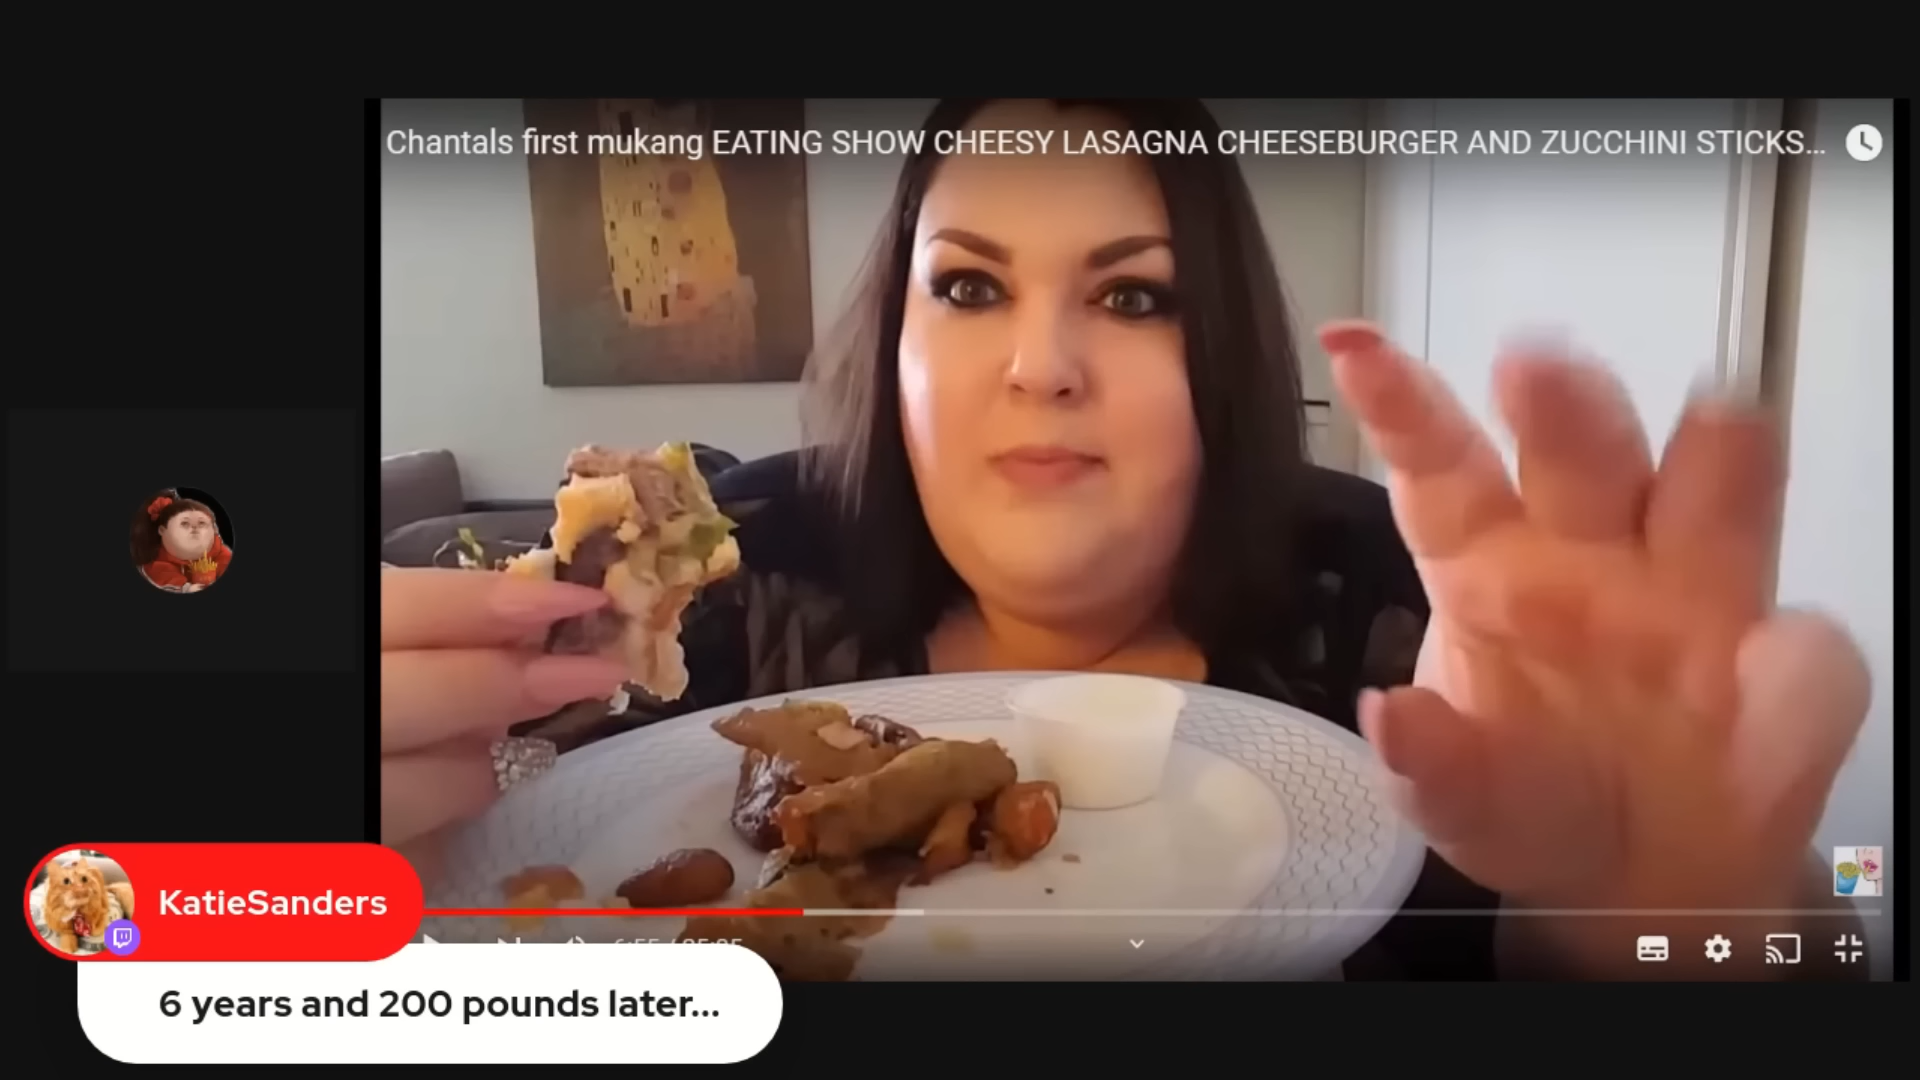 Chantals first mukang EATING SHOW CHEESY LASAGNA CHEESEBURGER AND ZUCCHINI STICKS...
KatieSanders
6 years and 200 pounds later...